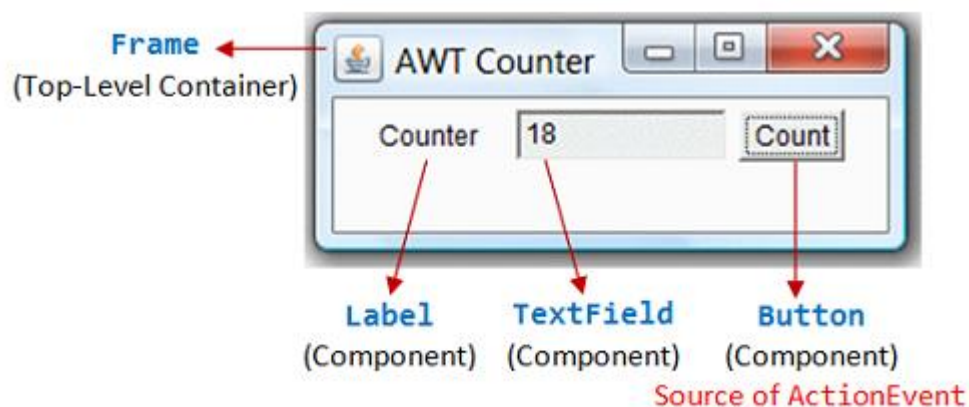 Frame
(Top-Level Container)
AWT Counter
Counter 18 Count
Label TextField Button
(Component) (Component) (Component)
Source of ActionEvent